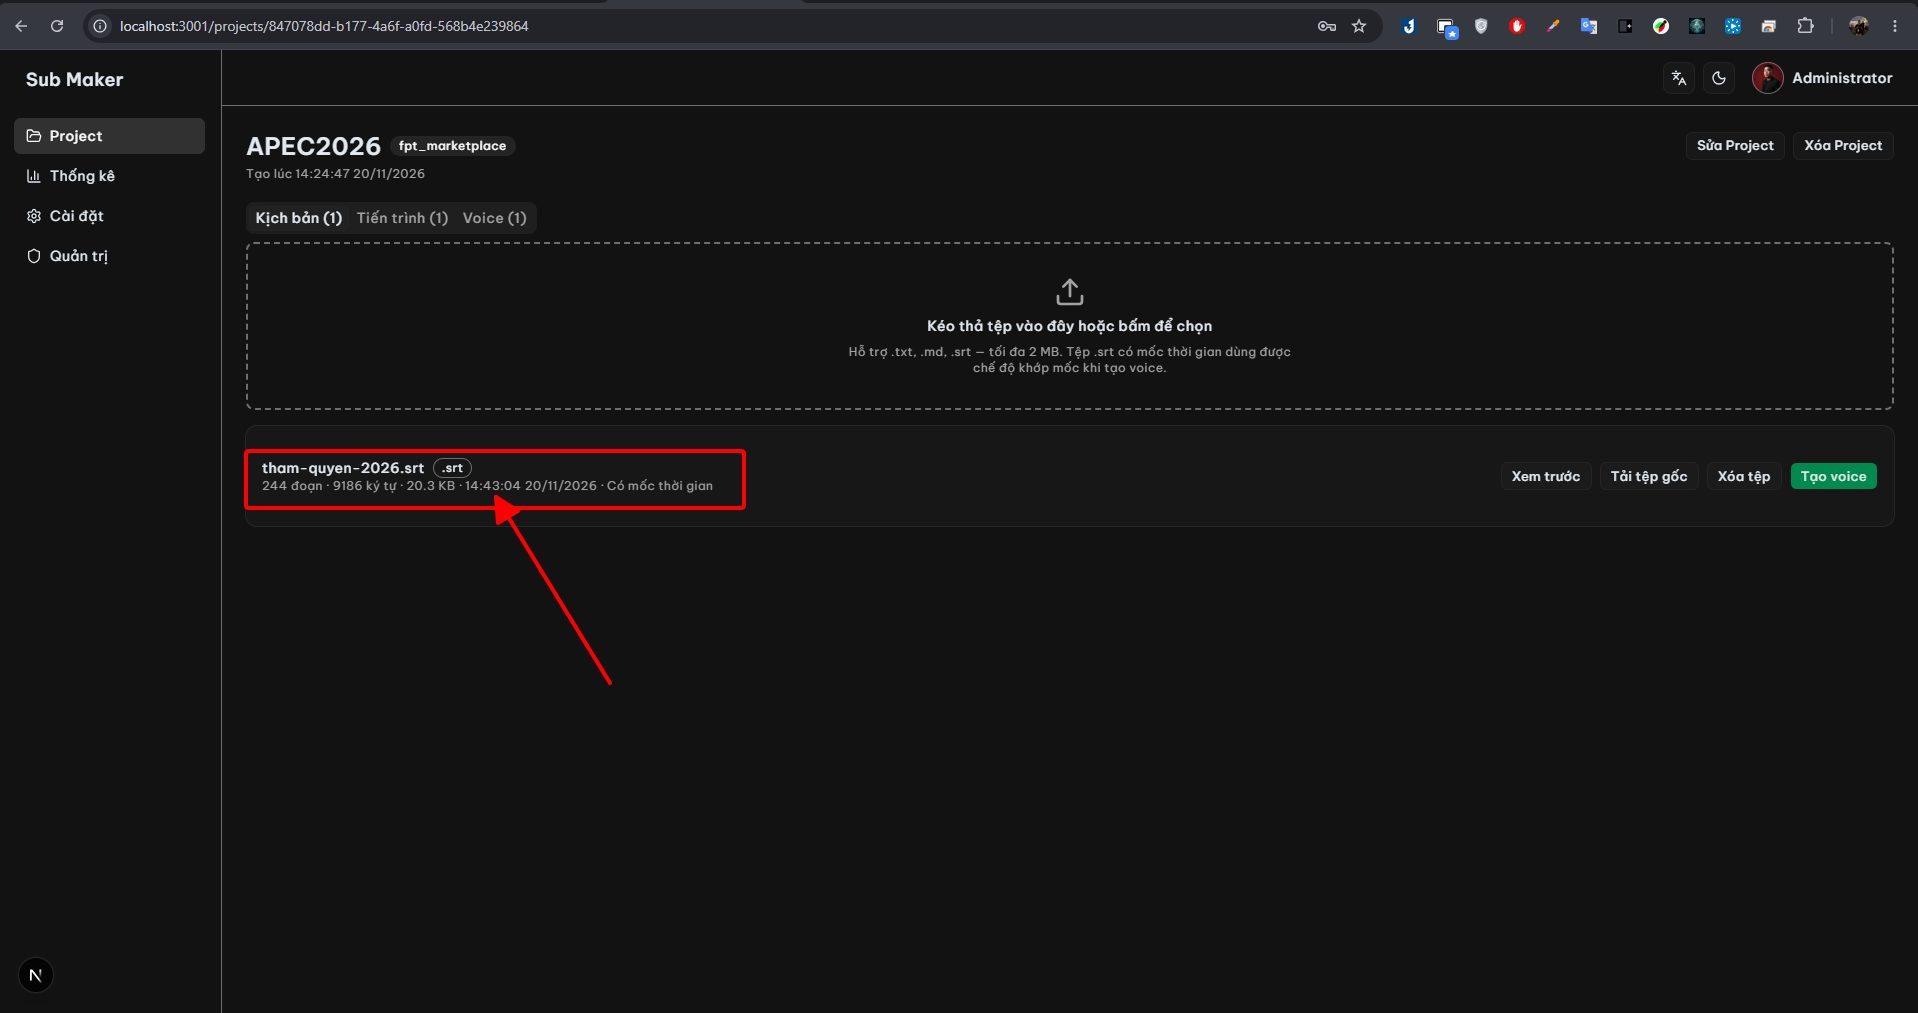 localhost:3001/projects/847078dd-b177-4a6f-a0fd-568b4e239864
Sub Maker
Administrator
Project
Thống kê
Cài đặt
Quản trị
APEC2026 fpt_marketplace
Sửa Project Xóa Project
Tạo lúc 14:24:47 20/11/2026
Kịch bản (1) Tiến trình (1) Voice (1)
Kéo thả tệp vào đây hoặc bấm để chọn
Hỗ trợ .txt, .md, .srt — tối đa 2 MB. Tệp .srt có mốc thời gian dùng được
chế độ khớp mốc khi tạo voice.
tham-quyen-2026.srt .srt
244 đoạn · 9186 ký tự · 20.3 KB · 14:43:04 20/11/2026 · Có mốc thời gian
Xem trước Tải tệp gốc Xóa tệp Tạo voice
N